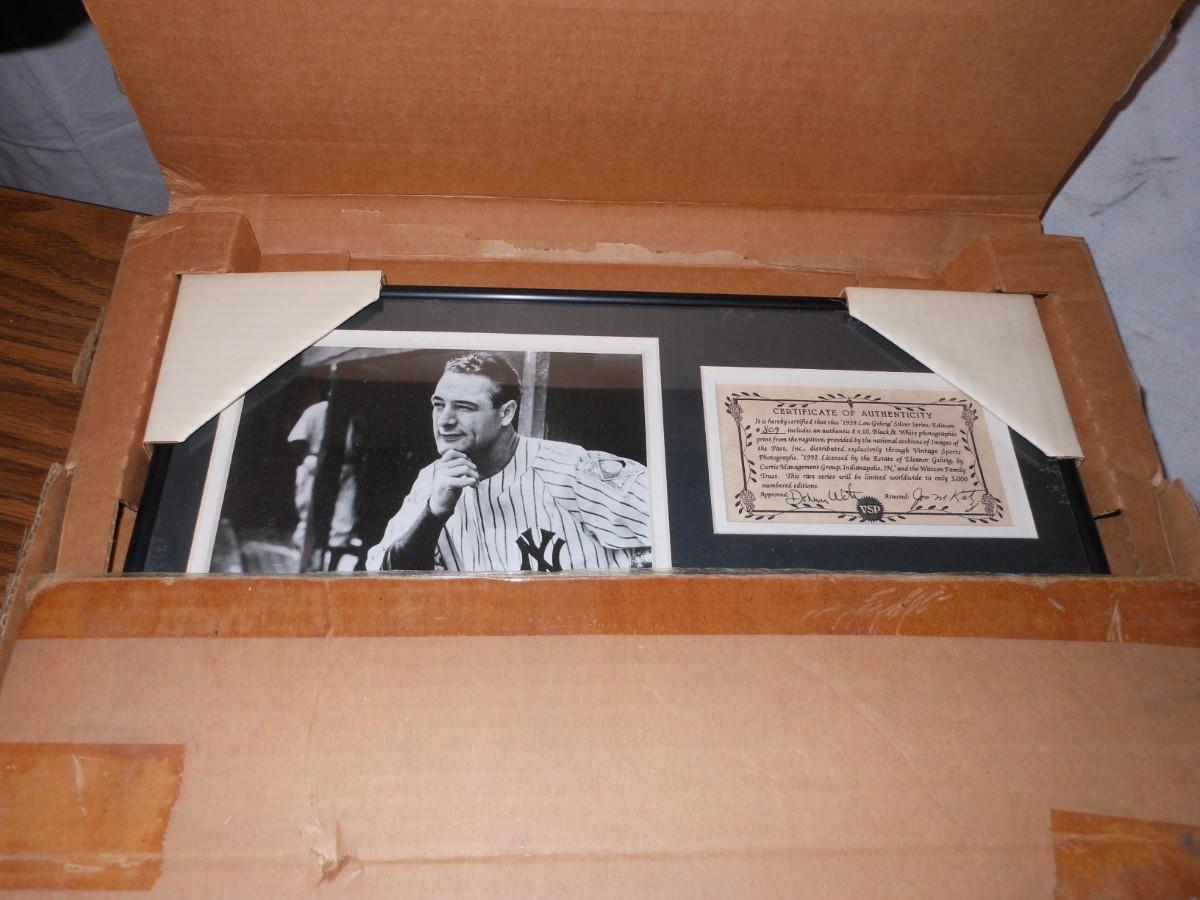 CERTIFICATE OF AUTHENTICITY
It is hereby certified that this '1939 Lou Gehrig' Silver Series, Edition
# 809 includes an authentic 8 x 10, Black & White photographic
print from the negative, provided by the national archives of Images of
the Past, Inc., distributed exclusively through Vintage Sports
Photographs. '1992 Licensed by the Estate of Eleanor Gehrig, by
Curtis Management Group, Indianapolis, IN,' and the Watson Family
Trust. This rare series will be limited worldwide to only 5,000
numbered editions.
Approved: Attested:
VSP
NY